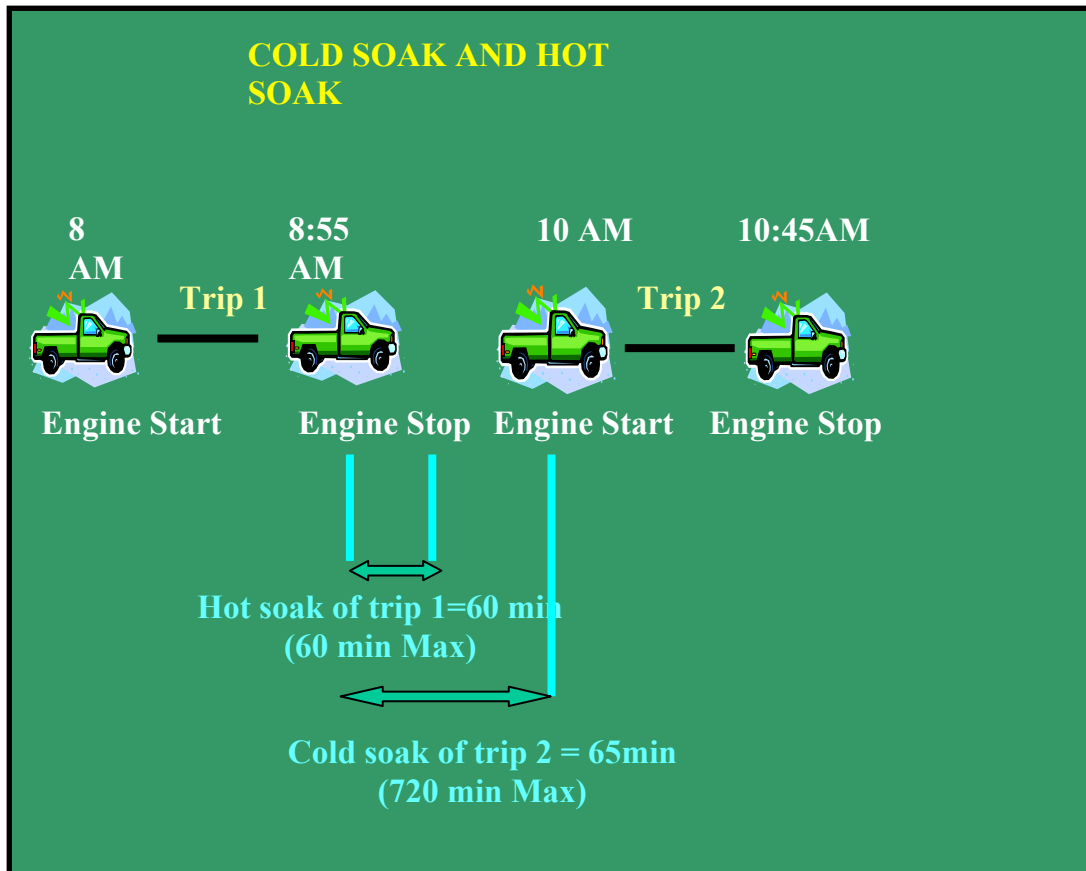 COLD SOAK AND HOT
SOAK
8
AM
8:55
AM
10 AM
10:45AM
Trip 1
Trip 2
Engine Start
Engine Stop
Engine Start
Engine Stop
Hot soak of trip 1=60 min
(60 min Max)
Cold soak of trip 2 = 65min
(720 min Max)